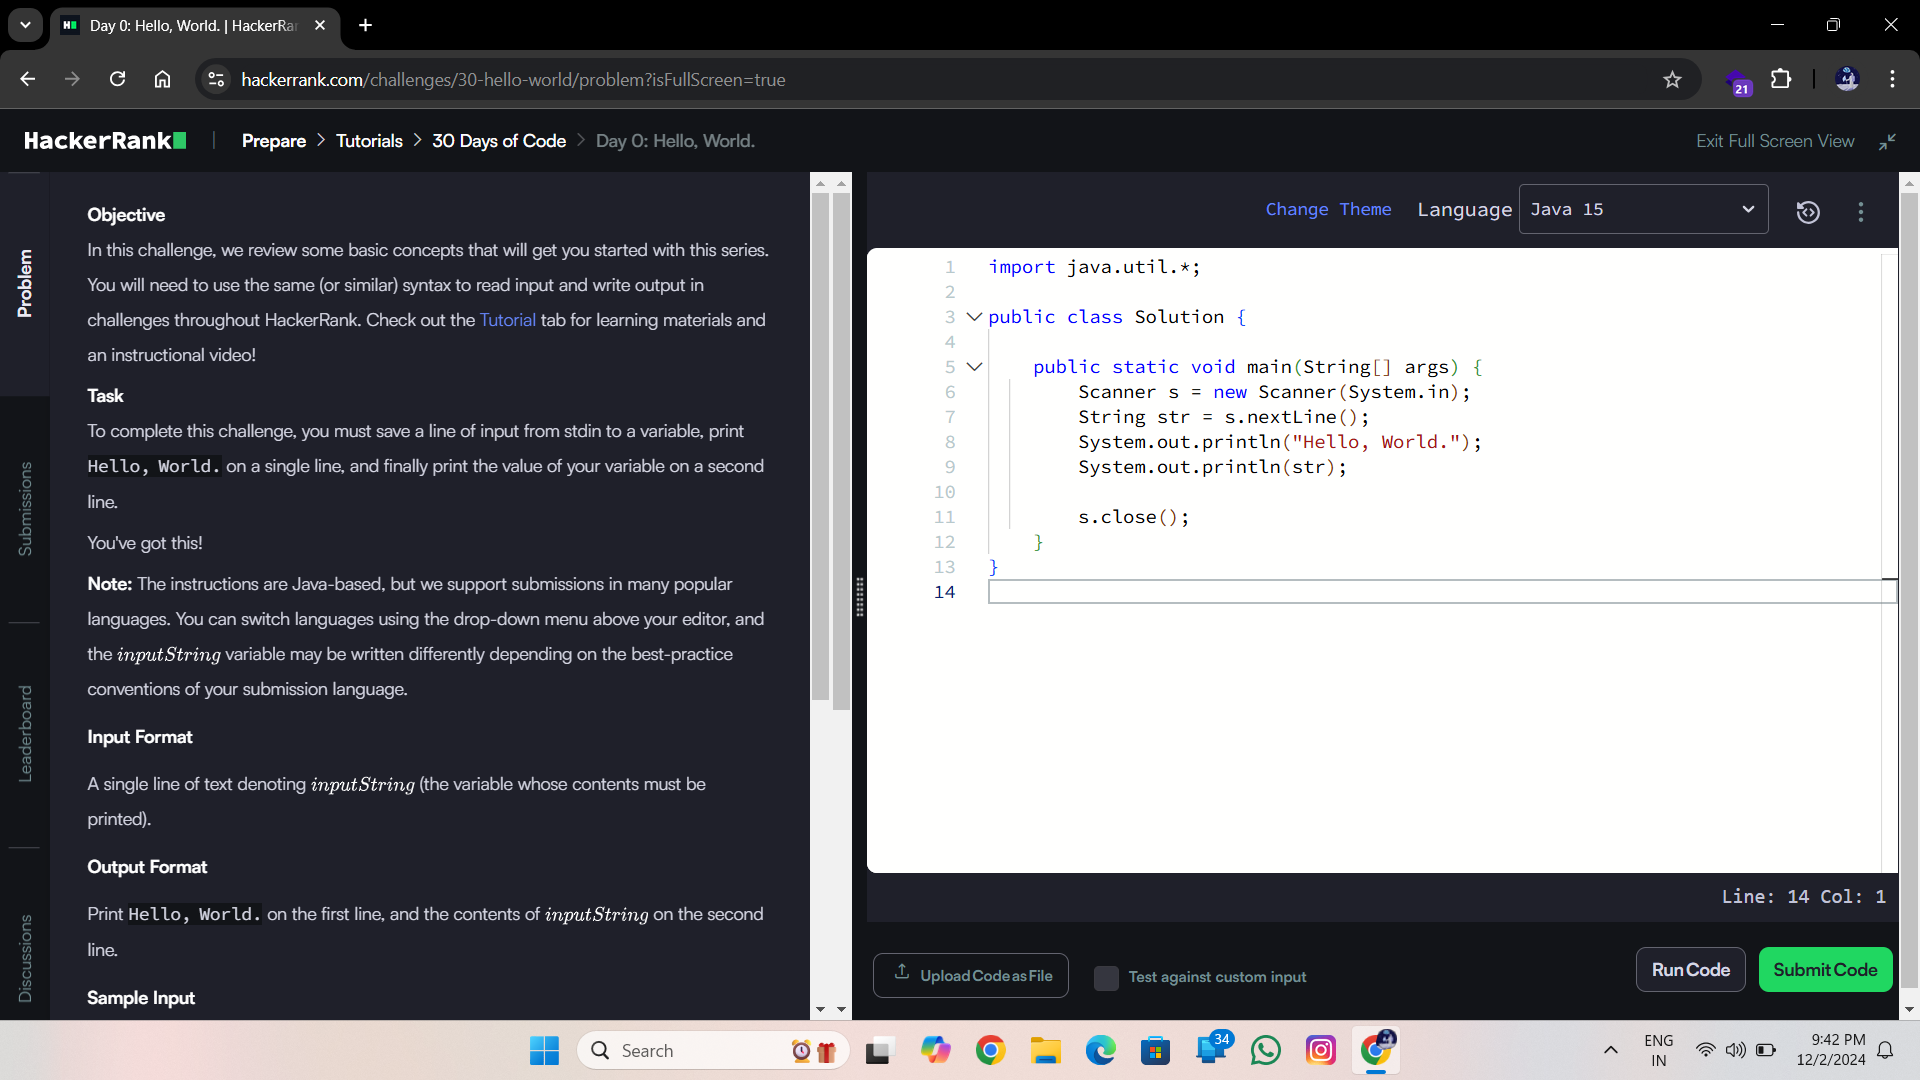 Day 0: Hello, World. | HackerRan
hackerrank.com/challenges/30-hello-world/problem?isFullScreen=true
21
HackerRank
Prepare > Tutorials > 30 Days of Code > Day 0: Hello, World.
Exit Full Screen View
Problem
Submissions
Leaderboard
Discussions
Objective
In this challenge, we review some basic concepts that will get you started with this series.
You will need to use the same (or similar) syntax to read input and write output in
challenges throughout HackerRank. Check out the Tutorial tab for learning materials and
an instructional video!
Task
To complete this challenge, you must save a line of input from stdin to a variable, print
Hello, World. on a single line, and finally print the value of your variable on a second
line.
You've got this!
Note: The instructions are Java-based, but we support submissions in many popular
languages. You can switch languages using the drop-down menu above your editor, and
the inputString variable may be written differently depending on the best-practice
conventions of your submission language.
Input Format
A single line of text denoting inputString (the variable whose contents must be
printed).
Output Format
Print Hello, World. on the first line, and the contents of inputString on the second
line.
Sample Input
Change Theme Language Java 15
1 import java.util.*;
2
3 public class Solution {
4
5 public static void main(String[] args) {
6 Scanner s = new Scanner(System.in);
7 String str = s.nextLine();
8 System.out.println("Hello, World.");
9 System.out.println(str);
10
11 s.close();
12 }
13 }
14
Line: 14 Col: 1
Upload Code as File
Test against custom input
Run Code
Submit Code
Search
34
ENG
IN
9:42 PM
12/2/2024